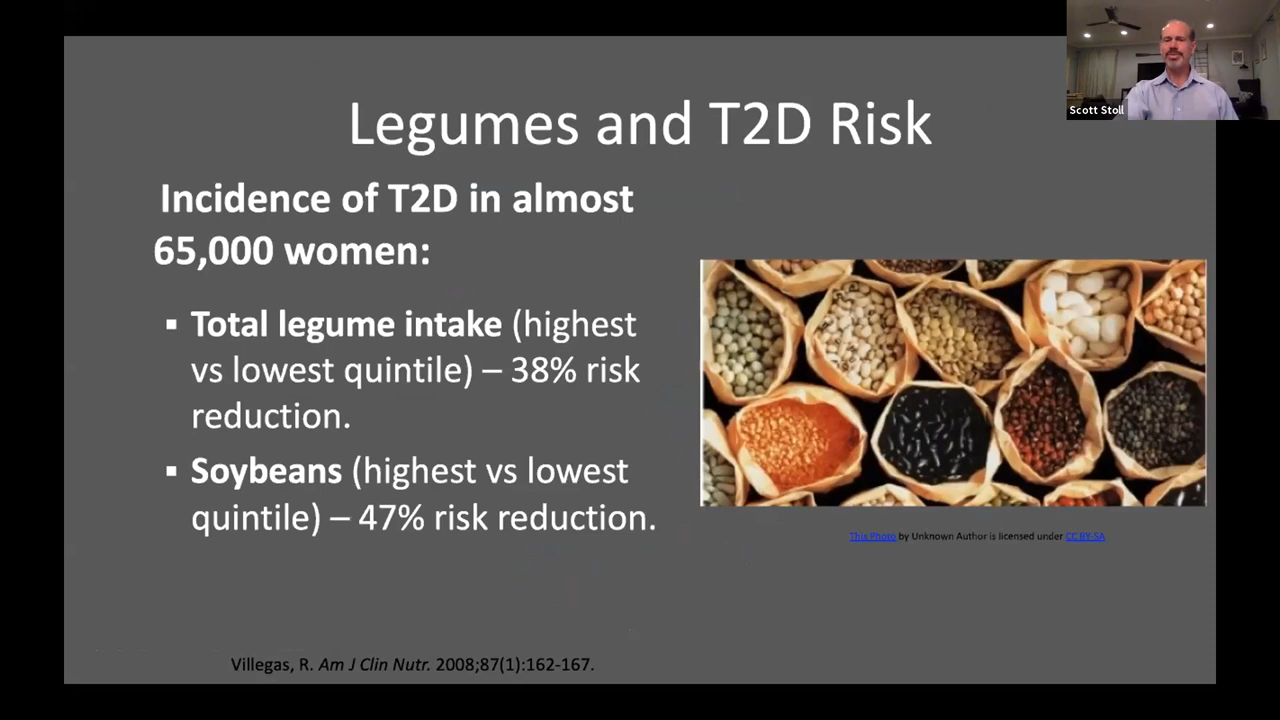 Scott Stoll
Legumes and T2D Risk
Incidence of T2D in almost
65,000 women:
▪ Total legume intake (highest
vs lowest quintile) – 38% risk
reduction.
▪ Soybeans (highest vs lowest
quintile) – 47% risk reduction.
This Photo by Unknown Author is licensed under CC BY-SA
Villegas, R. Am J Clin Nutr. 2008;87(1):162-167.